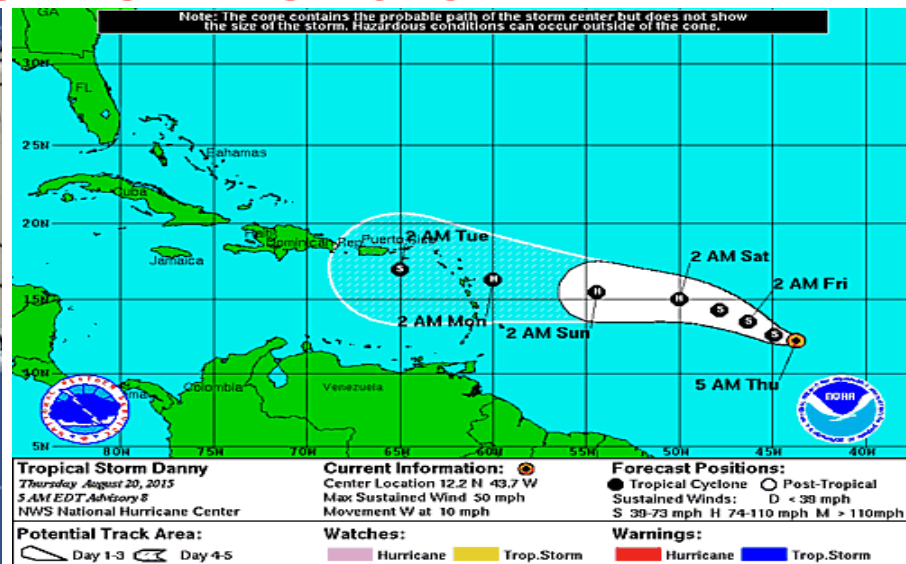 Note: The cone contains the probable path of the storm center but does not show
the size of the storm. Hazardous conditions can occur outside of the cone.
GA
30N
FL
25N
Bahamas
Cuba
20N
Haiti
Dominican Rep
Puerto Rico
2 AM Tue
Jamaica
2 AM Sat
2 AM Fri
S
H
H
H
S
S
S
15N
2 AM Mon
2 AM Sun
5 AM Thu
10N
Colombia
Venezuela
NOAA
5N
80W 75W 70W 65W 60W 55W 50W 45W 40W
Tropical Storm Danny
Thursday August 20, 2015
5 AM EDT Advisory 8
NWS National Hurricane Center
Current Information:
Center Location 12.2 N 43.7 W
Max Sustained Wind 50 mph
Movement W at 10 mph
Forecast Positions:
Tropical Cyclone Post-Tropical
Sustained Winds: D < 39 mph
S 39-73 mph H 74-110 mph M > 110mph
Potential Track Area:
Day 1-3 Day 4-5
Watches:
Hurricane Trop.Storm
Warnings:
Hurricane Trop.Storm